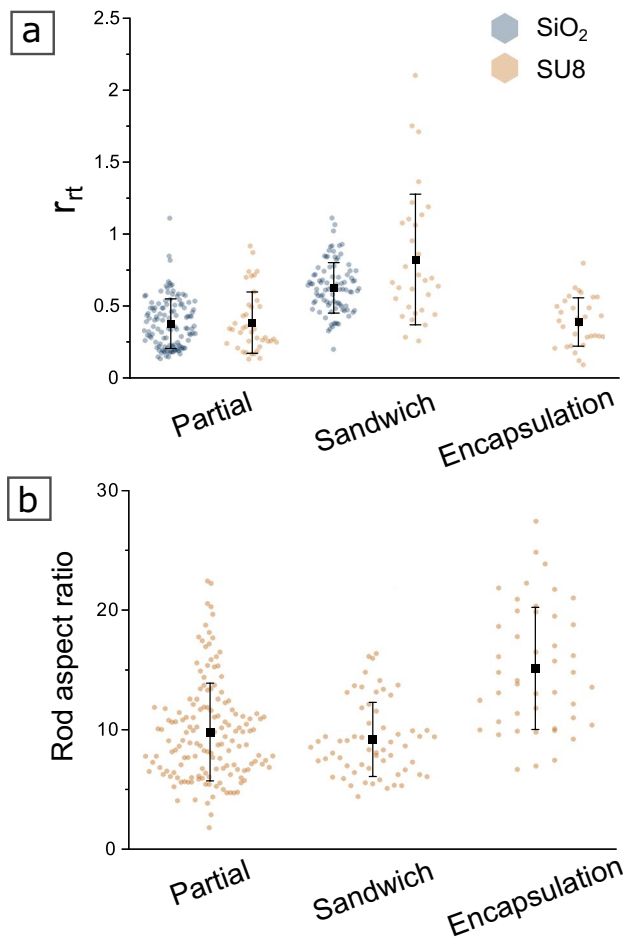 a
2.5
2
1.5
1
0.5
0
r_rt
SiO₂
SU8
Partial
Sandwich
Encapsulation
b
30
20
10
0
Rod aspect ratio
Partial
Sandwich
Encapsulation